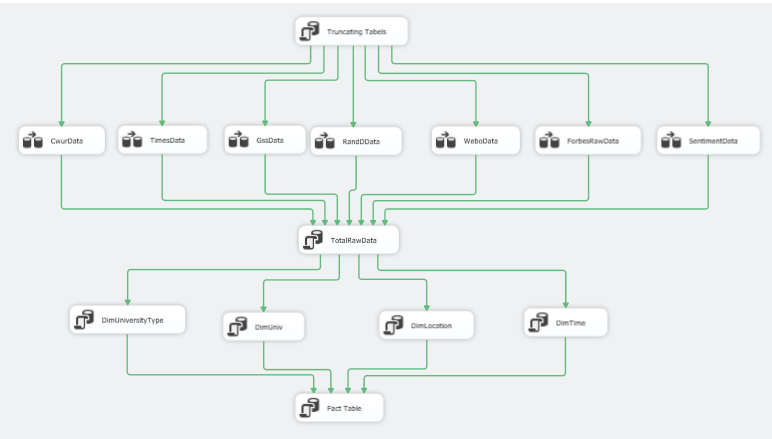 Truncating Tabels
CwurData
TimesData
GssData
RandDData
WeboData
ForbesRawData
SentimentData
TotalRawData
DimUniversityType
DimUniv
DimLocation
DimTime
Fact Table